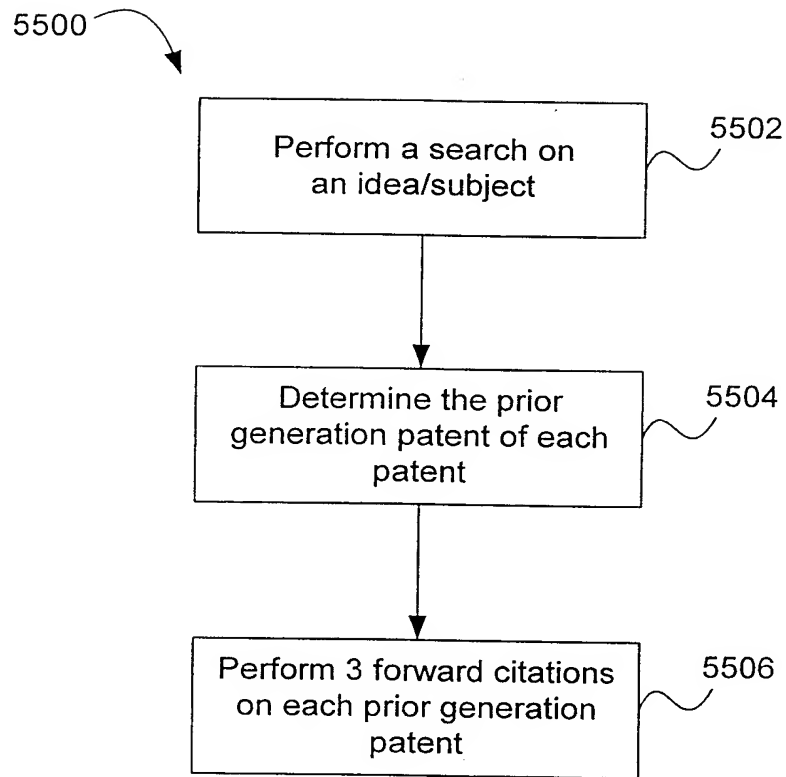 5500
5502
Perform a search on
an idea/subject
5504
Determine the prior
generation patent of each
patent
5506
Perform 3 forward citations
on each prior generation
patent